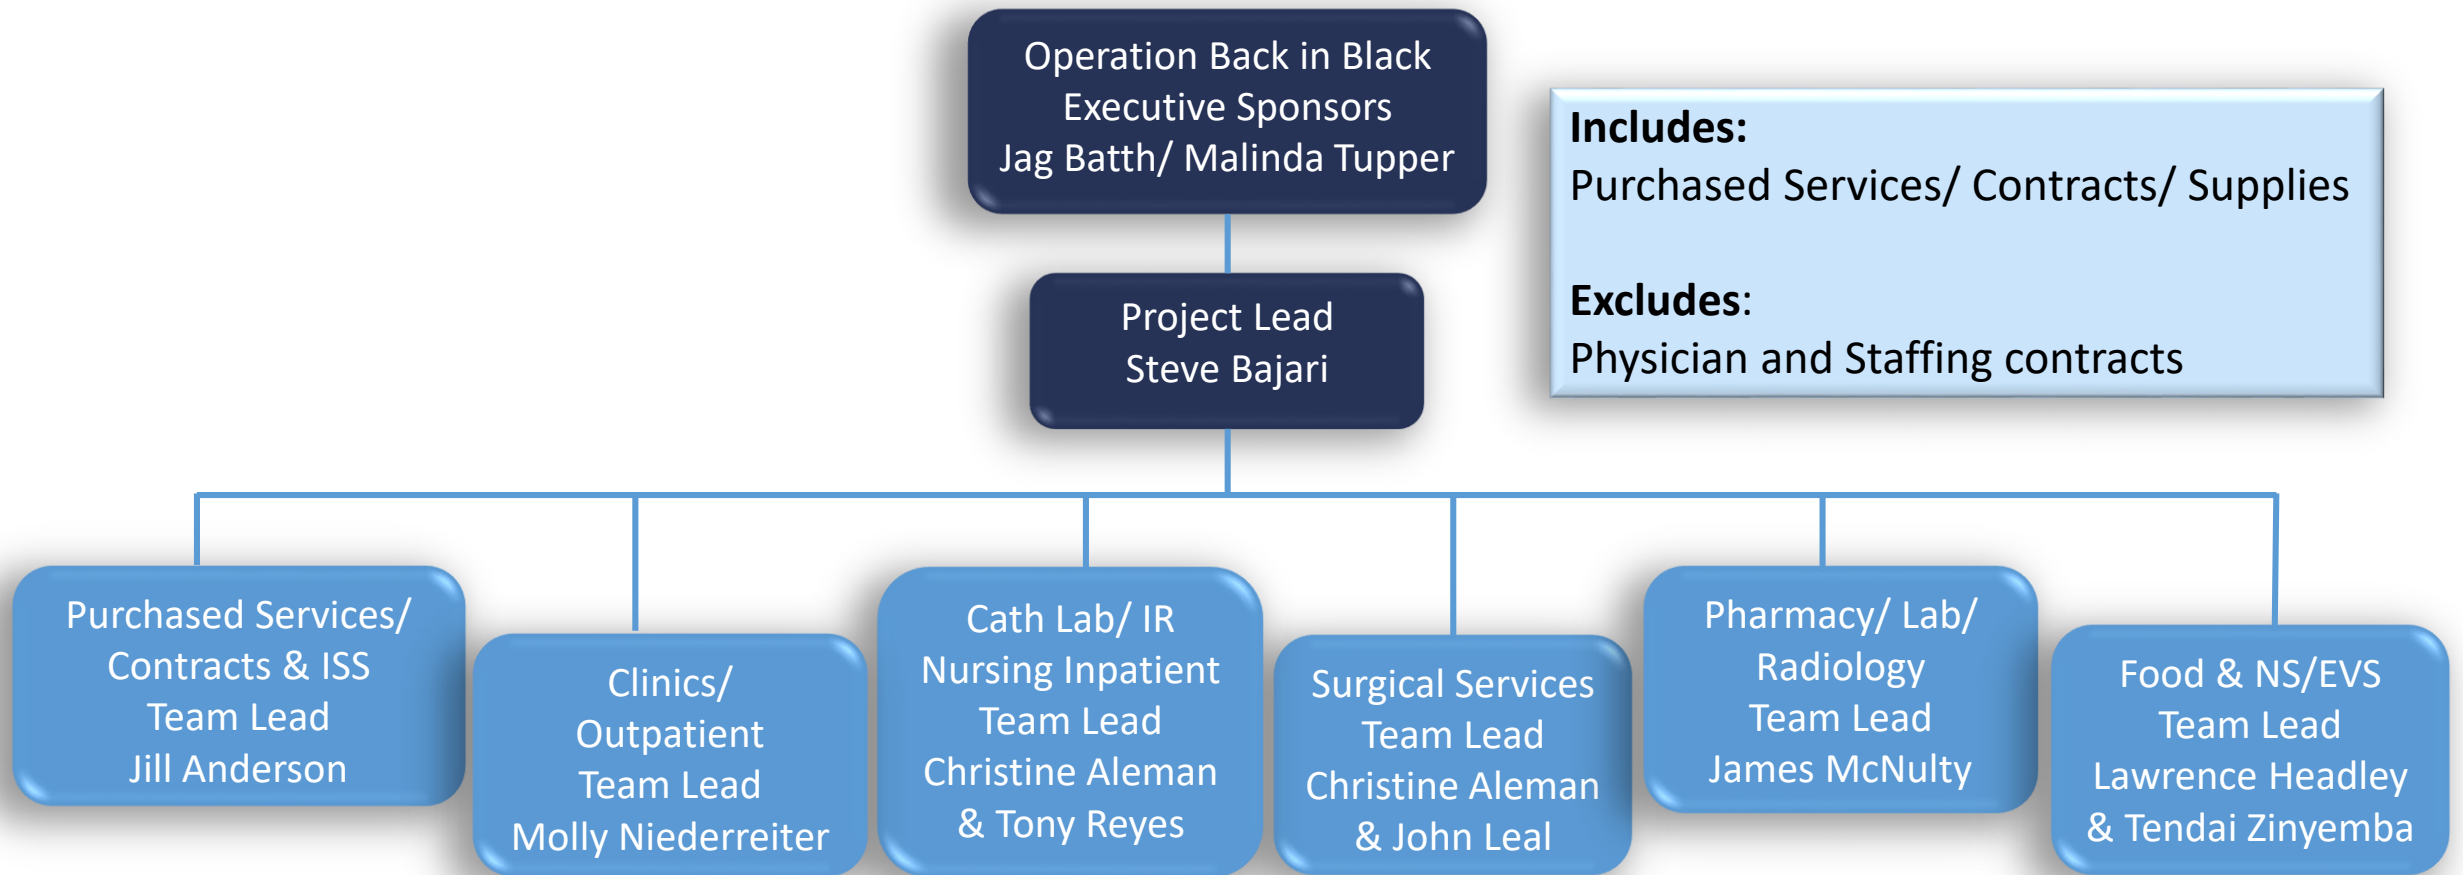 Operation Back in Black
Executive Sponsors
Jag Batth/ Malinda Tupper
Includes:
Purchased Services/ Contracts/ Supplies
Excludes:
Physician and Staffing contracts
Project Lead
Steve Bajari
Purchased Services/
Contracts & ISS
Team Lead
Jill Anderson
Clinics/
Outpatient
Team Lead
Molly Niederreiter
Cath Lab/ IR
Nursing Inpatient
Team Lead
Christine Aleman
& Tony Reyes
Surgical Services
Team Lead
Christine Aleman
& John Leal
Pharmacy/ Lab/
Radiology
Team Lead
James McNulty
Food & NS/EVS
Team Lead
Lawrence Headley
& Tendai Zinyemba